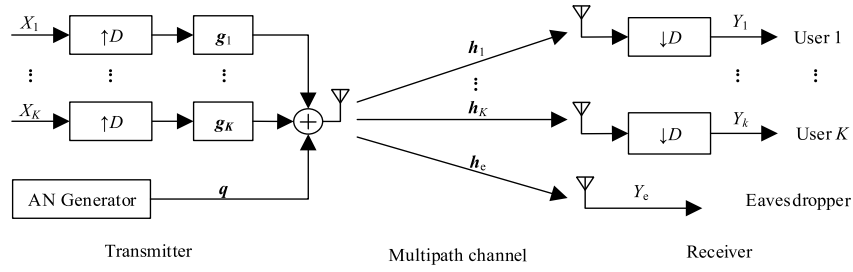 X1 ↑D g1 h1 ↓D Y1 User 1
⋮ ⋮ ⋮ ⋮ ⋮ ⋮
XK ↑D gK + hK ↓D Yk User K
he
AN Generator q Ye Eavesdropper
Transmitter Multipath channel Receiver